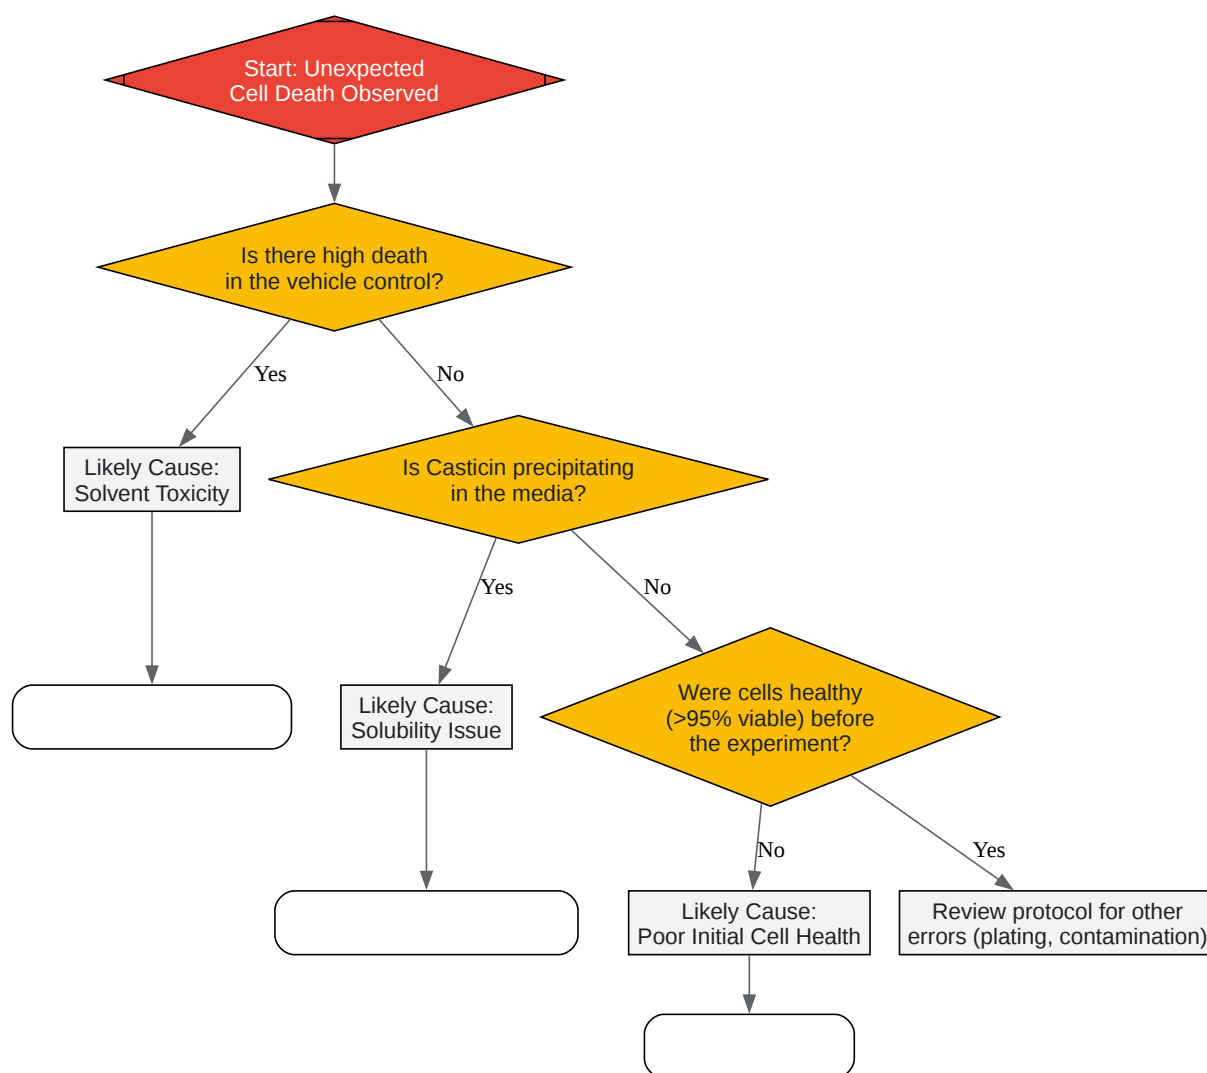 Start: Unexpected
Cell Death Observed
Is there high death
in the vehicle control?
Yes
No
Likely Cause:
Solvent Toxicity
Is Casticin precipitating
in the media?
Yes
No
Likely Cause:
Solubility Issue
Were cells healthy
(>95% viable) before
the experiment?
No
Yes
Likely Cause:
Poor Initial Cell Health
Review protocol for other
errors (plating, contamination)